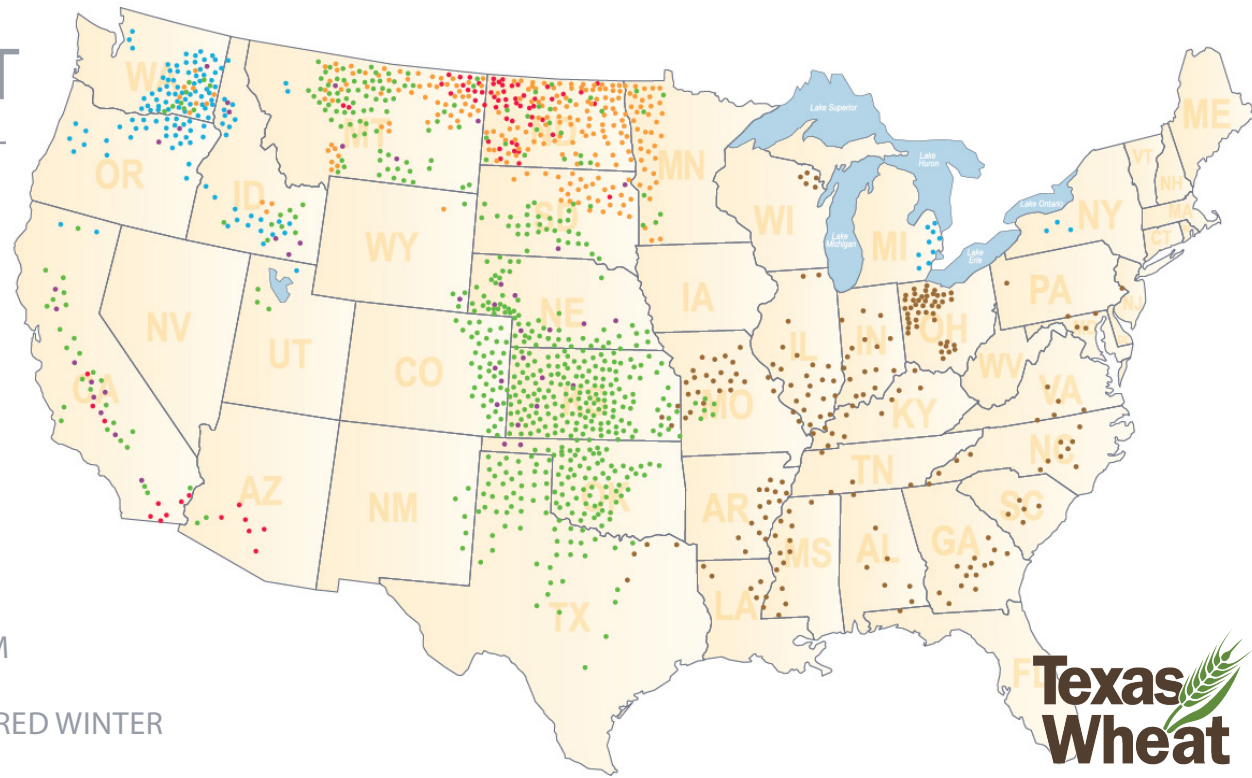 T
WA
OR
ID
MT
ND
MN
SD
WY
NE
IA
WI
MI
NY
VT
NH
ME
MA
CT
NJ
PA
OH
IN
IL
WV
VA
KY
NC
TN
SC
GA
AL
MS
LA
AR
MO
KS
OK
TX
NM
CO
UT
NV
AZ
CA
FL
Lake Superior
Lake
Huron
Lake
Michigan
Lake
Erie
Lake Ontario
M
RED WINTER
Texas
Wheat